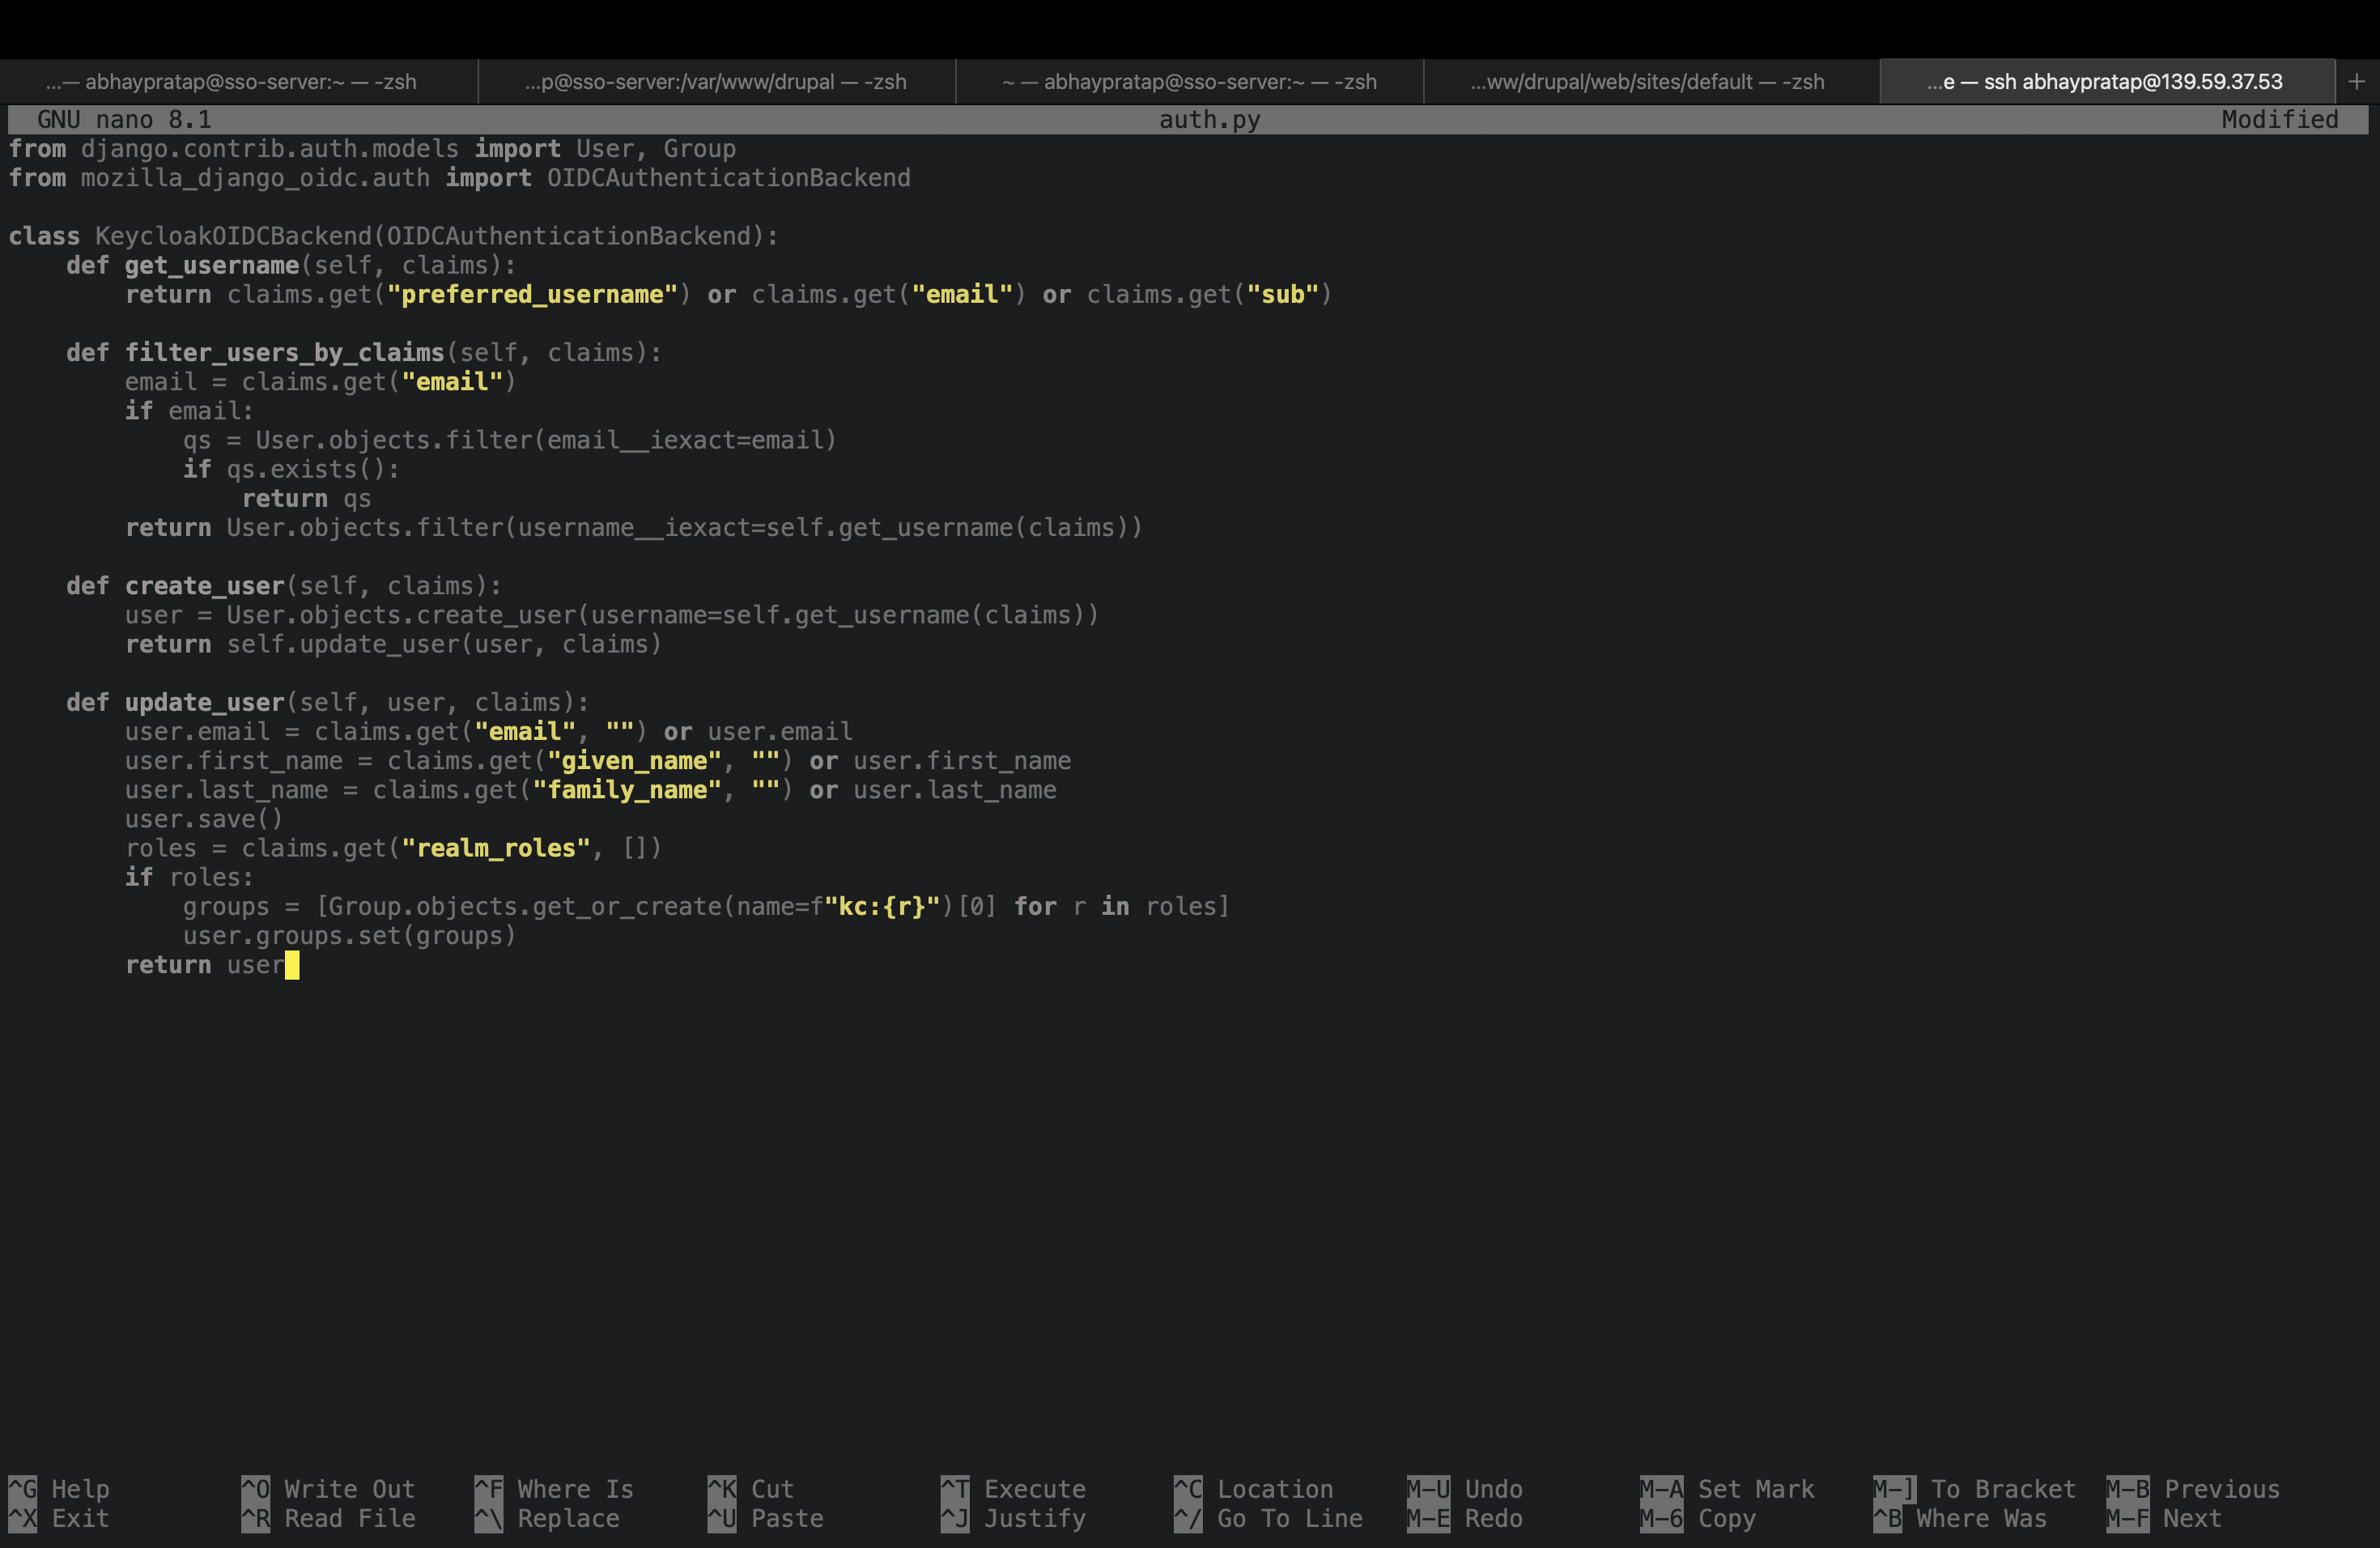 ...— abhaypratap@sso-server:~ — -zsh
...p@sso-server:/var/www/drupal — -zsh
~ — abhaypratap@sso-server:~ — -zsh
...ww/drupal/web/sites/default — -zsh
...e — ssh abhaypratap@139.59.37.53
+
GNU nano 8.1 auth.py Modified
from django.contrib.auth.models import User, Group
from mozilla_django_oidc.auth import OIDCAuthenticationBackend

class KeycloakOIDCBackend(OIDCAuthenticationBackend):
    def get_username(self, claims):
        return claims.get("preferred_username") or claims.get("email") or claims.get("sub")

    def filter_users_by_claims(self, claims):
        email = claims.get("email")
        if email:
            qs = User.objects.filter(email__iexact=email)
            if qs.exists():
                return qs
        return User.objects.filter(username__iexact=self.get_username(claims))

    def create_user(self, claims):
        user = User.objects.create_user(username=self.get_username(claims))
        return self.update_user(user, claims)

    def update_user(self, user, claims):
        user.email = claims.get("email", "") or user.email
        user.first_name = claims.get("given_name", "") or user.first_name
        user.last_name = claims.get("family_name", "") or user.last_name
        user.save()
        roles = claims.get("realm_roles", [])
        if roles:
            groups = [Group.objects.get_or_create(name=f"kc:{r}")[0] for r in roles]
            user.groups.set(groups)
        return user

^G Help ^O Write Out ^F Where Is ^K Cut ^T Execute ^C Location M-U Undo M-A Set Mark M-] To Bracket M-B Previous
^X Exit ^R Read File ^\ Replace ^U Paste ^J Justify ^/ Go To Line M-E Redo M-6 Copy ^B Where Was M-F Next